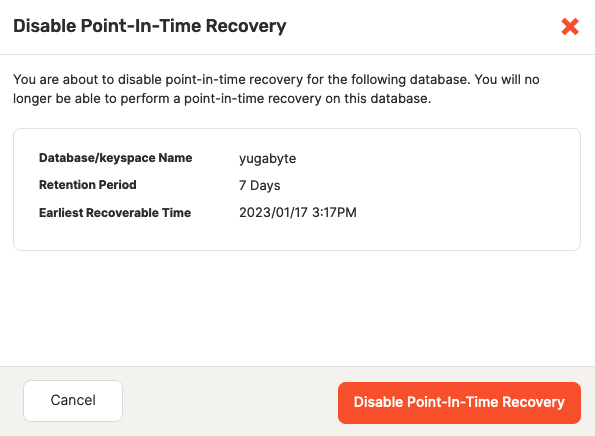 Disable Point-In-Time Recovery
You are about to disable point-in-time recovery for the following database. You will no
longer be able to perform a point-in-time recovery on this database.
Database/keyspace Name yugabyte
Retention Period 7 Days
Earliest Recoverable Time 2023/01/17 3:17PM
Cancel Disable Point-In-Time Recovery